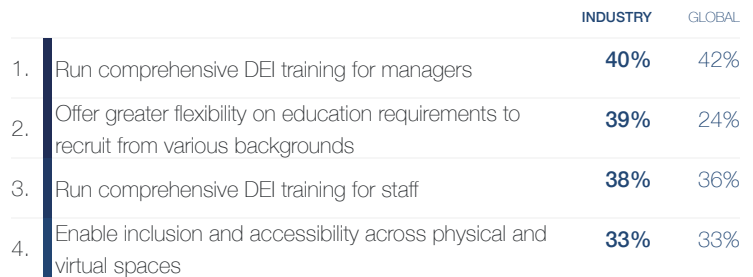 INDUSTRY GLOBAL
1. Run comprehensive DEI training for managers 40% 42%
Offer greater flexibility on education requirements to
2. recruit from various backgrounds 39% 24%
3. Run comprehensive DEI training for staff 38% 36%
Enable inclusion and accessibility across physical and
4. virtual spaces 33% 33%